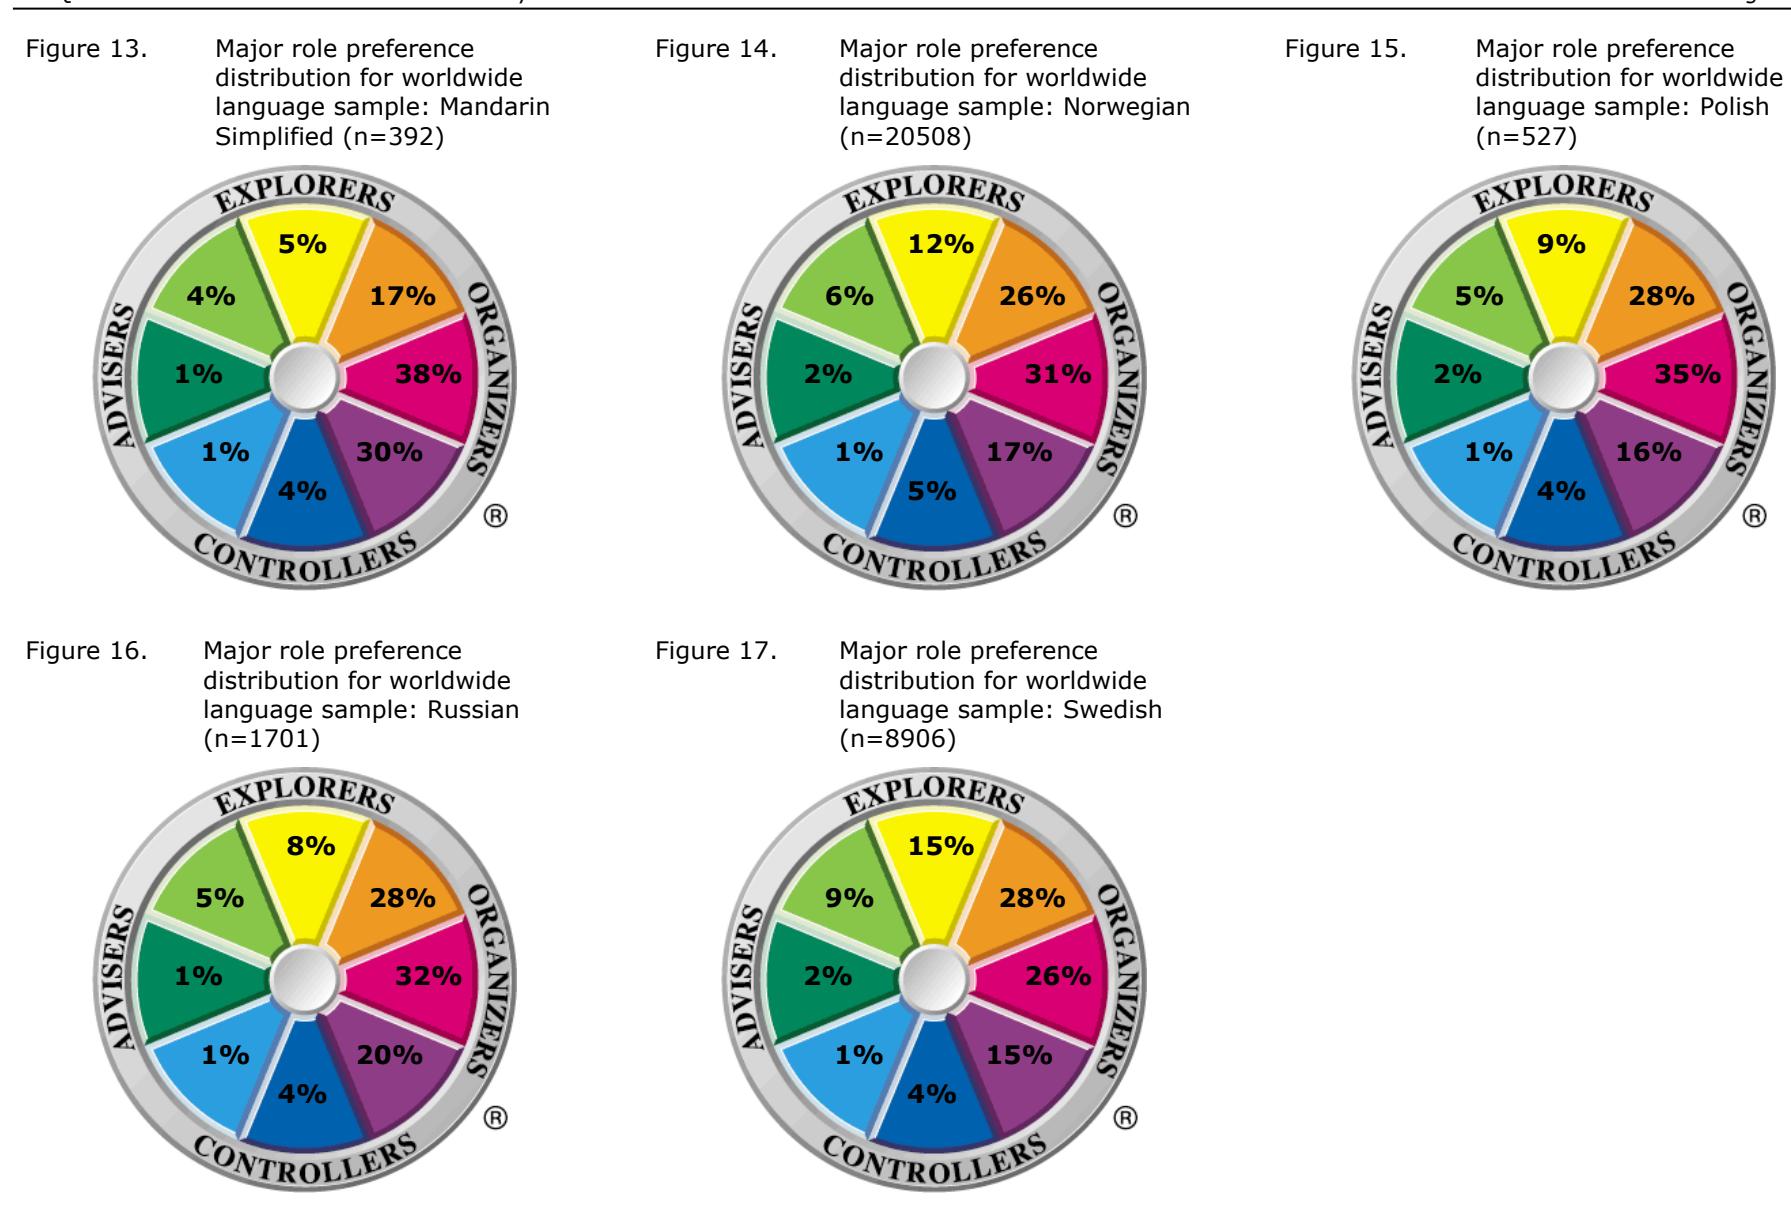 Figure 13.
Major role preference
distribution for worldwide
language sample: Mandarin
Simplified (n=392)
EXPLORERS
ORGANIZERS
CONTROLLERS
ADVISERS
5%
17%
38%
30%
4%
1%
1%
4%
®
Figure 14.
Major role preference
distribution for worldwide
language sample: Norwegian
(n=20508)
EXPLORERS
ORGANIZERS
CONTROLLERS
ADVISERS
12%
26%
31%
17%
5%
1%
2%
6%
®
Figure 15.
Major role preference
distribution for worldwide
language sample: Polish
(n=527)
EXPLORERS
ORGANIZERS
CONTROLLERS
ADVISERS
9%
28%
35%
16%
4%
1%
2%
5%
®
Figure 16.
Major role preference
distribution for worldwide
language sample: Russian
(n=1701)
EXPLORERS
ORGANIZERS
CONTROLLERS
ADVISERS
8%
28%
32%
20%
4%
1%
1%
5%
®
Figure 17.
Major role preference
distribution for worldwide
language sample: Swedish
(n=8906)
EXPLORERS
ORGANIZERS
CONTROLLERS
ADVISERS
15%
28%
26%
15%
4%
1%
2%
9%
®